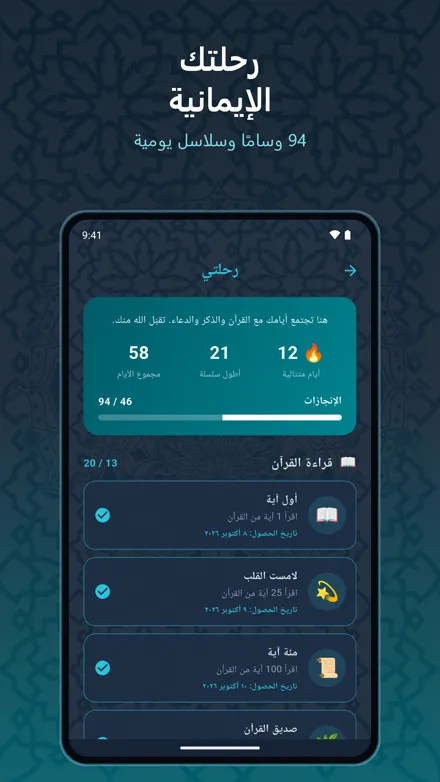 رحلتك
الإيمانية
94 وسامًا وسلاسل يومية
9:41
رحلتي
هنا تجتمع أيامك مع القرآن والذكر والدعاء. تقبّل الله منك.
12
أيام متتالية
21
أطول سلسلة
58
مجموع الأيام
الإنجازات
94 / 46
قراءة القرآن
20 / 13
أول آية
اقرأ 1 آية من القرآن
تاريخ الحصول: ٨ أكتوبر ٢٠٢٦
لامست القلب
اقرأ 25 آية من القرآن
تاريخ الحصول: ٩ أكتوبر ٢٠٢٦
مئة آية
اقرأ 100 آية من القرآن
تاريخ الحصول: ١٠ أكتوبر ٢٠٢٦
صديق القرآن